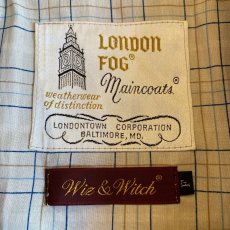 LONDON
FOG®
Maincoats®
weatherwear
of distinction
LONDONTOWN CORPORATION
BALTIMORE, MD.
Wiz & Witch®